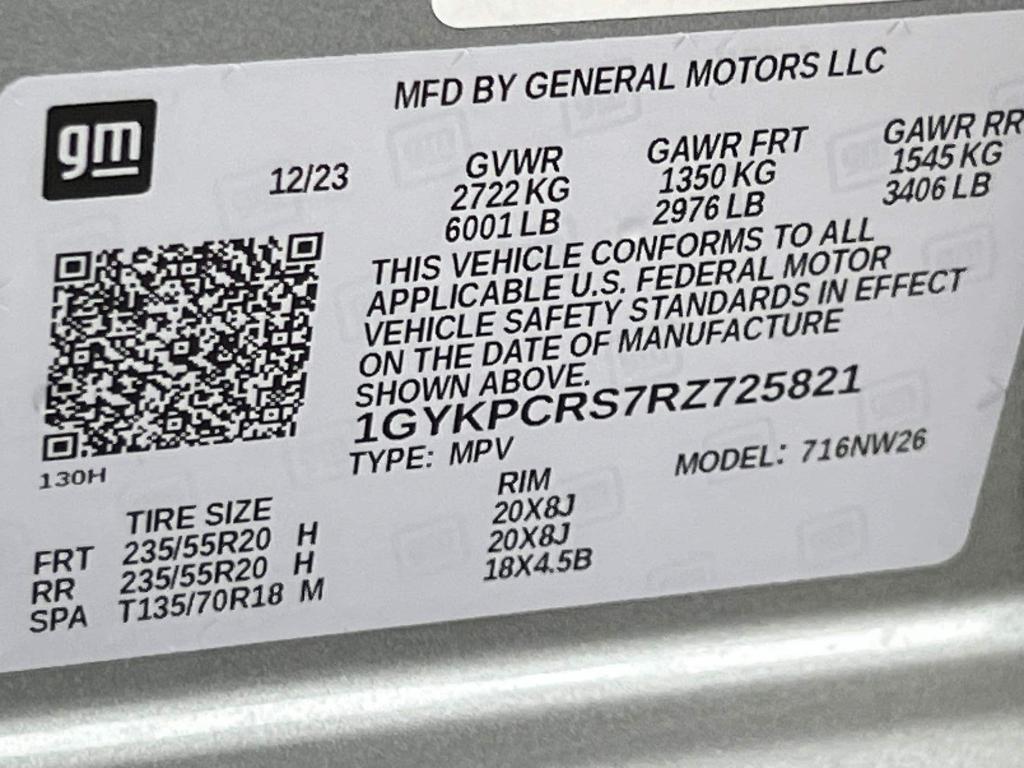 MFD BY GENERAL MOTORS LLC
gm
12/23 GVWR GAWR FRT GAWR RR
2722 KG 1350 KG 1545 KG
6001 LB 2976 LB 3406 LB
THIS VEHICLE CONFORMS TO ALL
APPLICABLE U.S. FEDERAL MOTOR
VEHICLE SAFETY STANDARDS IN EFFECT
ON THE DATE OF MANUFACTURE
SHOWN ABOVE.
1GYKPCRS7RZ725821
130H
TYPE: MPV MODEL: 716NW26
TIRE SIZE RIM
FRT 235/55R20 H 20X8J
RR 235/55R20 H 20X8J
SPA T135/70R18 M 18X4.5B